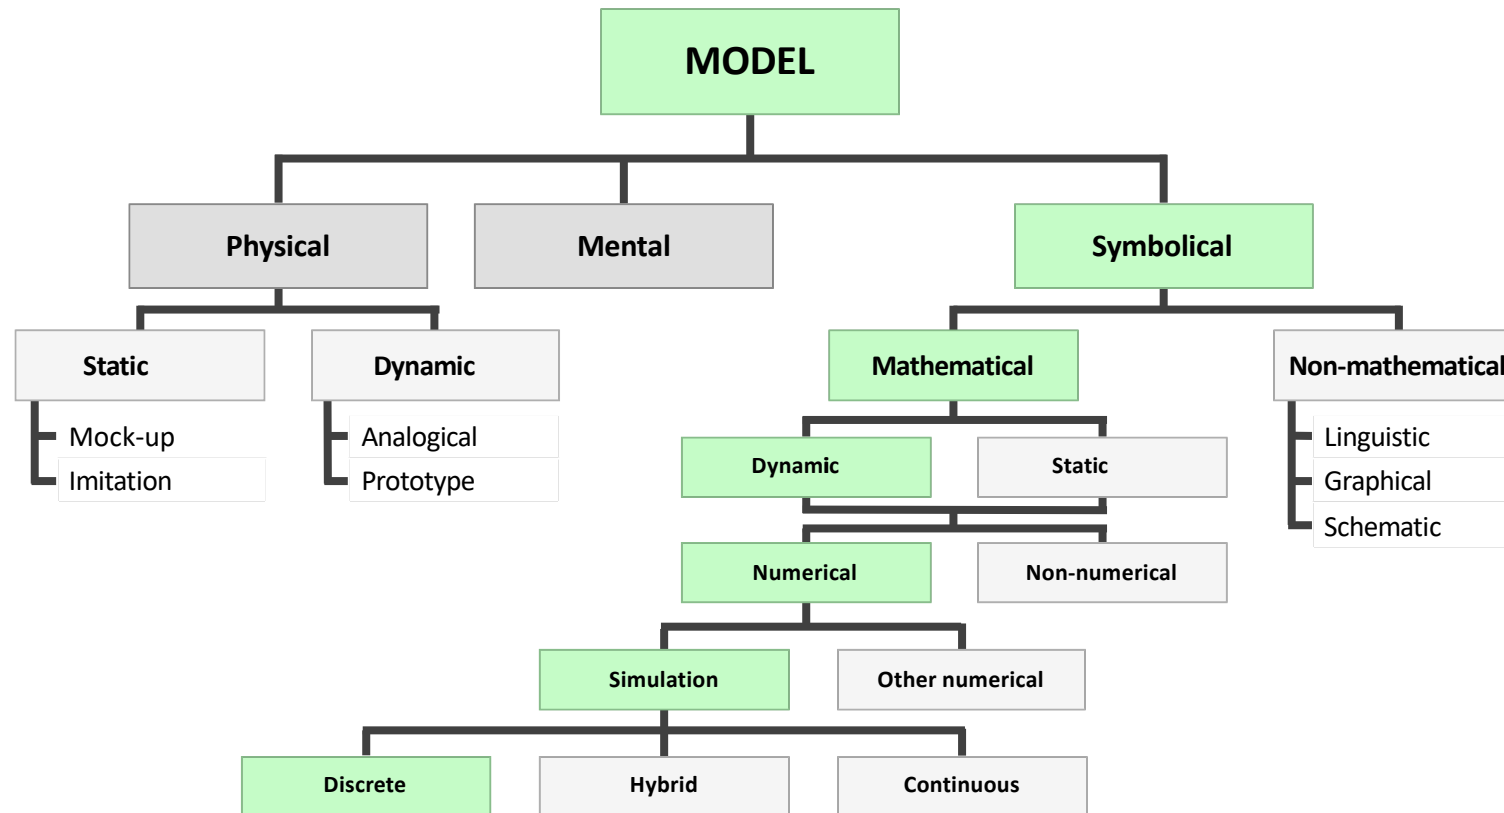 MODEL
Physical
Mental
Symbolical
Static
Dynamic
Mathematical
Non-mathematical
Mock-up
Imitation
Analogical
Prototype
Dynamic
Static
Linguistic
Graphical
Schematic
Numerical
Non-numerical
Simulation
Other numerical
Discrete
Hybrid
Continuous